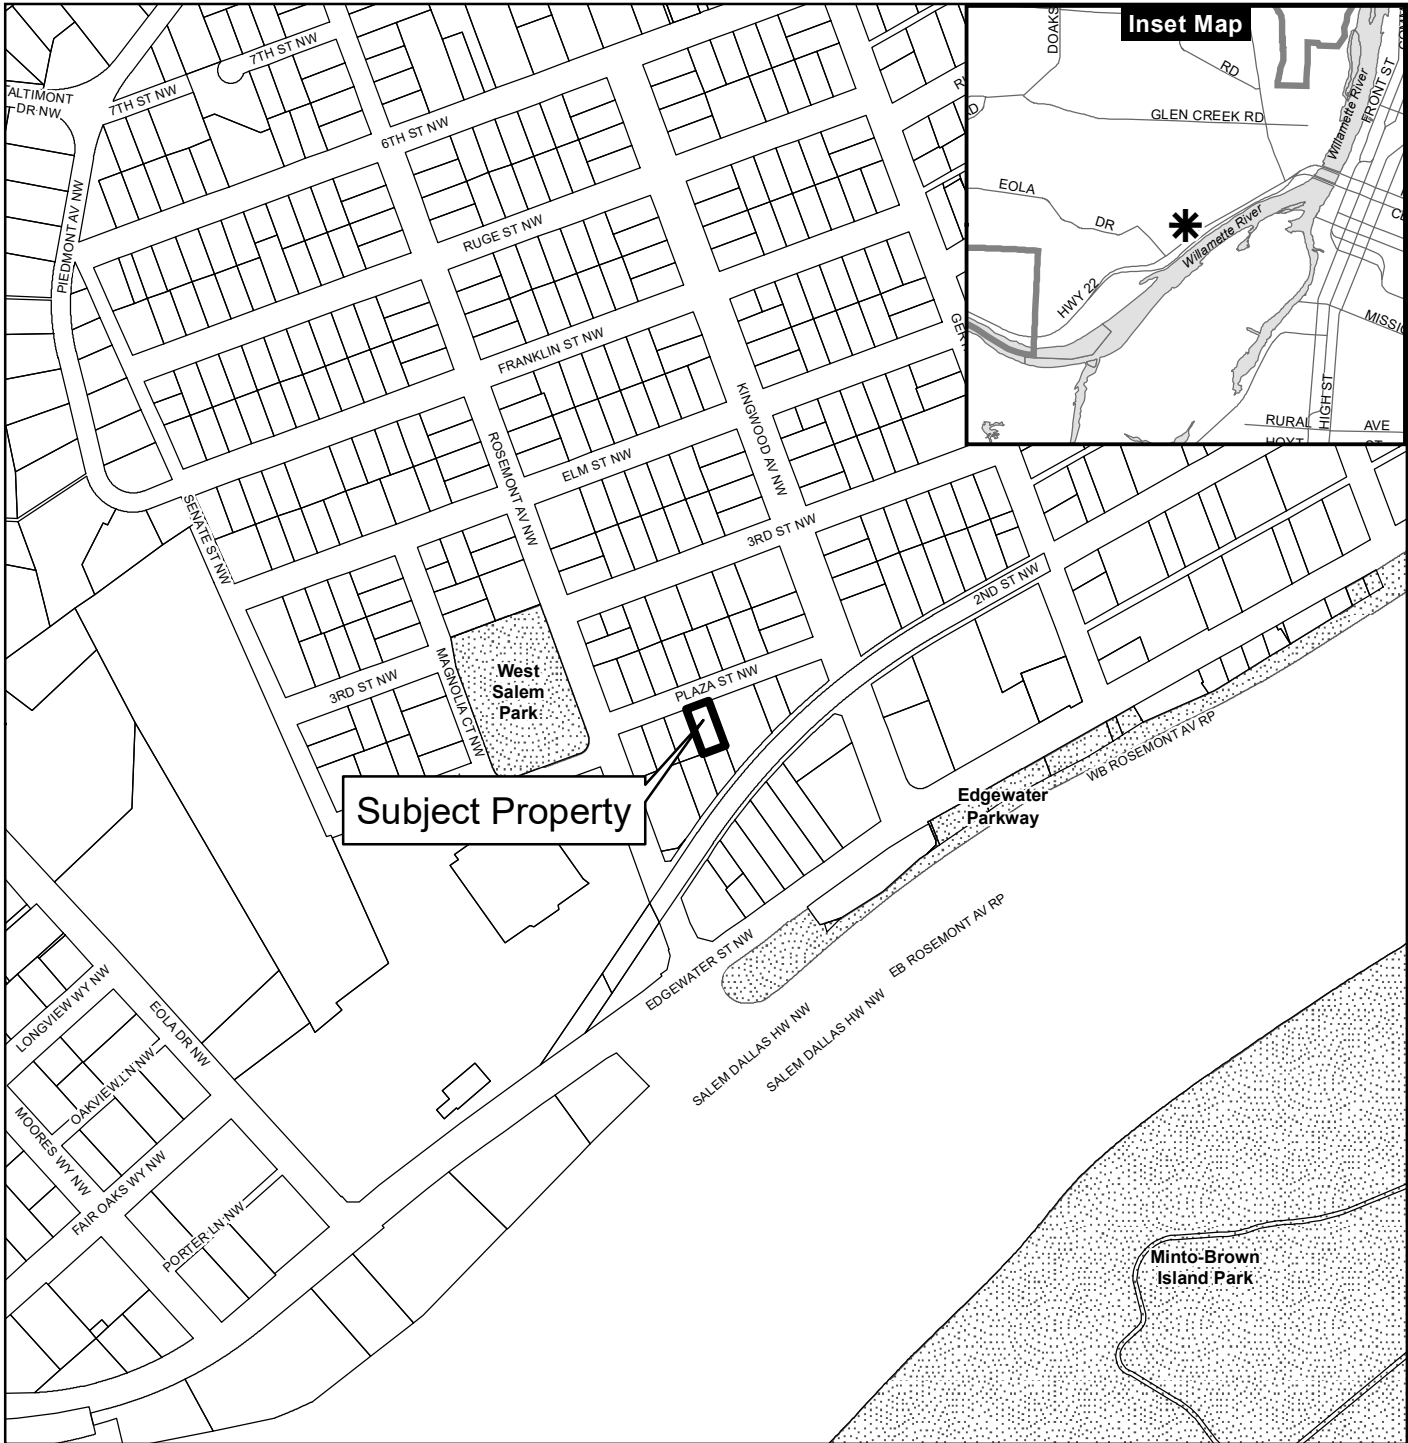 7TH ST NW
7TH ST NW
ALTIMONT
DR NW
6TH ST NW
PIEDMONT AV NW
RUGE ST NW
FRANKLIN ST NW
KINGWOOD AV NW
ROSEMONT AV NW
ELM ST NW
SENATE ST NW
3RD ST NW
2ND ST NW
MAGNOLIA CT NW
3RD ST NW
West
Salem
Park
PLAZA ST NW
Subject Property
WB ROSEMONT AV RP
Edgewater
Parkway
EDGEWATER ST NW
EB ROSEMONT AV RP
SALEM DALLAS HW NW
SALEM DALLAS HW NW
LONGVIEW WY NW
EOLA DR NW
OAKVIEW LN NW
MOORES WY NW
FAIR OAKS WY NW
PORTER LN NW
Minto-Brown
Island Park
Inset Map
DOAKS
RD
GLEN CREEK RD
Willamette River
FRONT ST
EOLA
DR
Willamette River
HWY 22
MISSI
HIGH ST
RURAL AVE